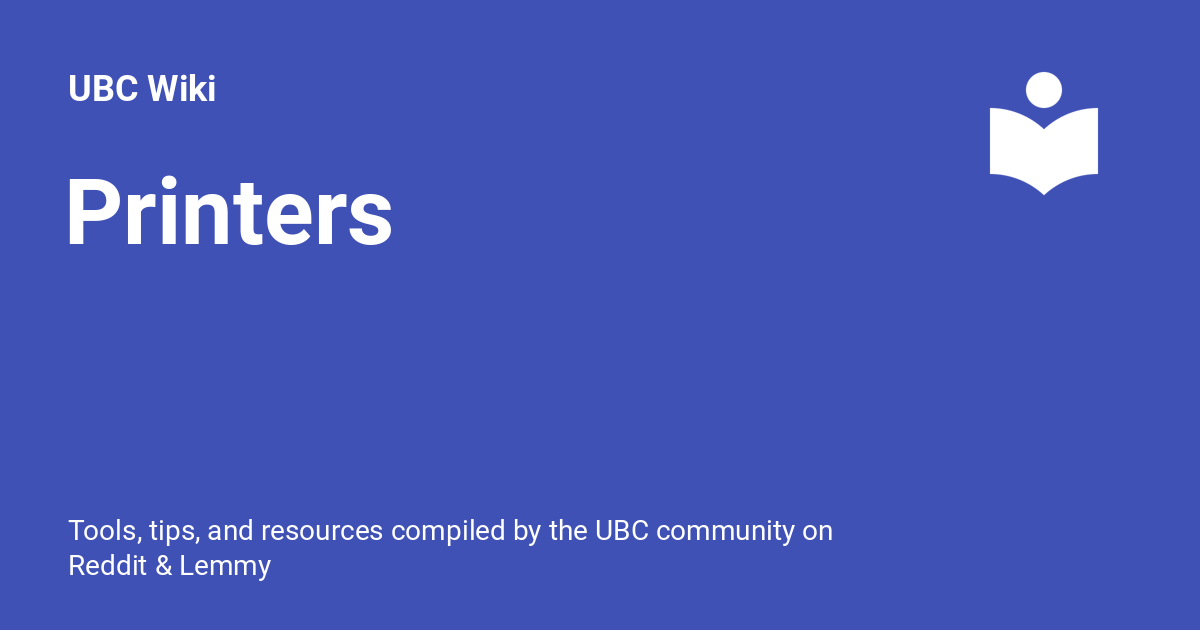 UBC Wiki
Printers
Tools, tips, and resources compiled by the UBC community on
Reddit & Lemmy